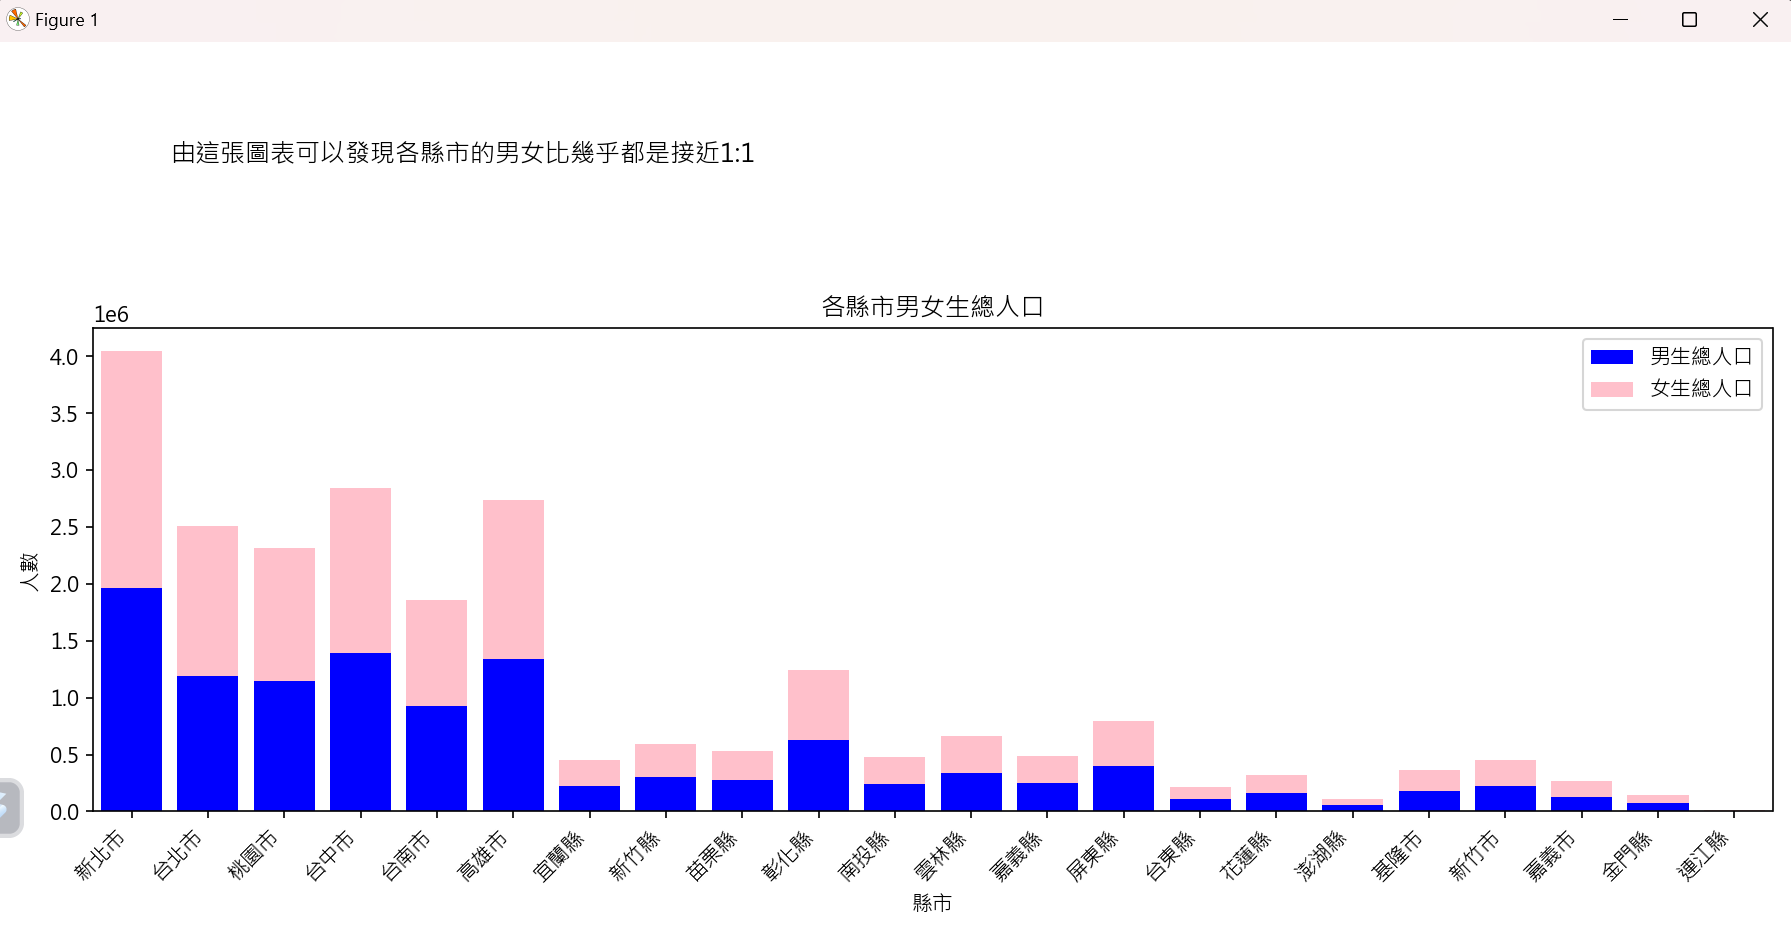 Figure 1
由這張圖表可以發現各縣市的男女比幾乎都是接近1:1
各縣市男女生總人口
1e6
男生總人口
女生總人口
4.0
3.5
3.0
2.5
2.0
1.5
1.0
0.5
0.0
人數
新北市
台北市
桃園市
台中市
台南市
高雄市
宜蘭縣
新竹縣
苗栗縣
彰化縣
南投縣
雲林縣
嘉義縣
屏東縣
台東縣
花蓮縣
澎湖縣
基隆市
新竹市
嘉義市
金門縣
連江縣
縣市